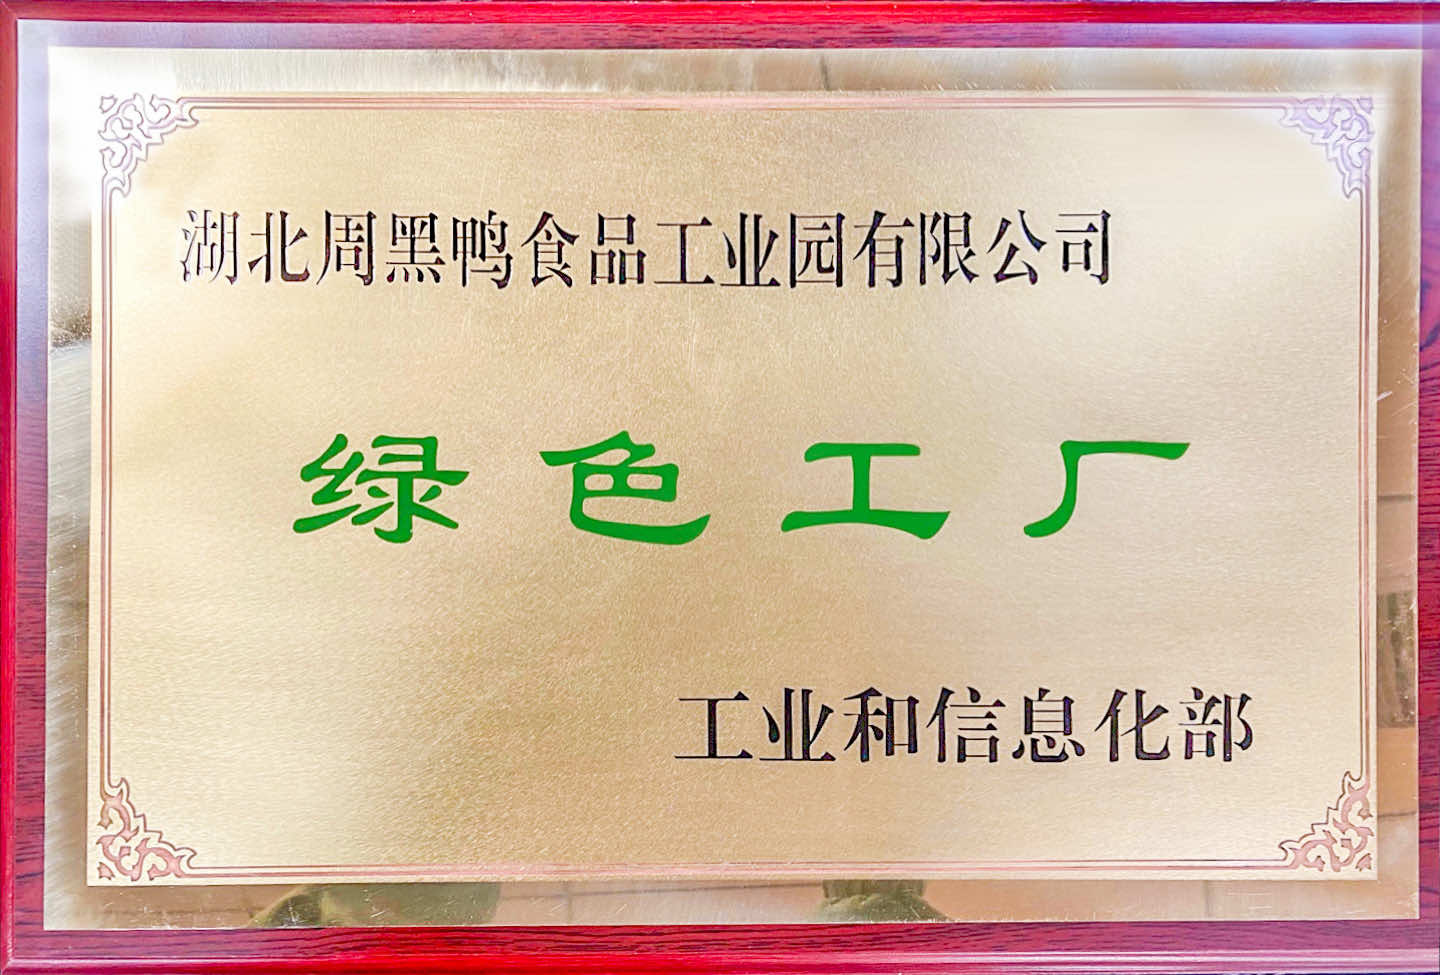 湖北周黑鸭食品工业园有限公司
绿色工厂
工业和信息化部